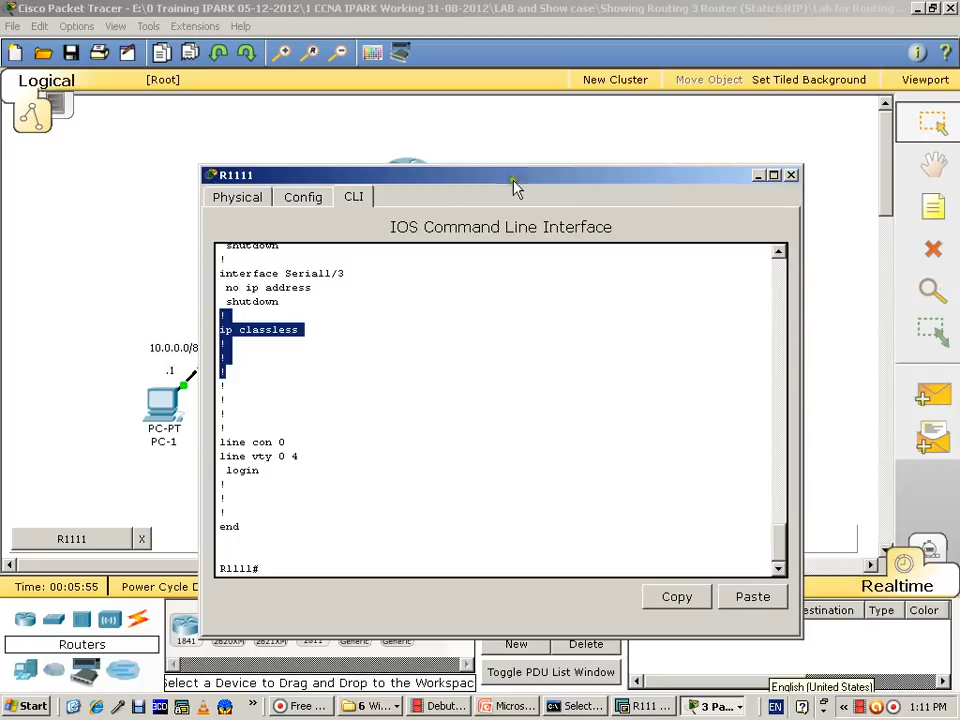 Cisco Packet Tracer - E:\0 Training IPARK 05-12-2012\1 CCNA IPARK Working 31-08-2012\LAB and Show case\Showing Routing 3 Router (Static&RIP)\Lab for Routing
File Edit Options View Tools Extensions Help
Logical [Root] New Cluster Move Object Set Tiled Background Viewport
R1111
Physical Config CLI
IOS Command Line Interface
shutdown
!
interface Serial1/3
no ip address
shutdown
!
ip classless
!
!
!
!
!
!
!
line con 0
line vty 0 4
login
!
!
!
end
R1111#
Copy Paste
10.0.0.0/8
.1
PC-PT
PC-1
R1111 X
Time: 00:05:55 Power Cycle D
Realtime
Routers
1841 2620XM 2621XM 2811 Generic Generic
New Delete
Toggle PDU List Window
estination Type Color
Select a Device to Drag and Drop to the Workspac
English (United States)
Start Free ... 6 Wi... Debut... Micros... Select... R111 ... 3 Pa... EN 1:11 PM